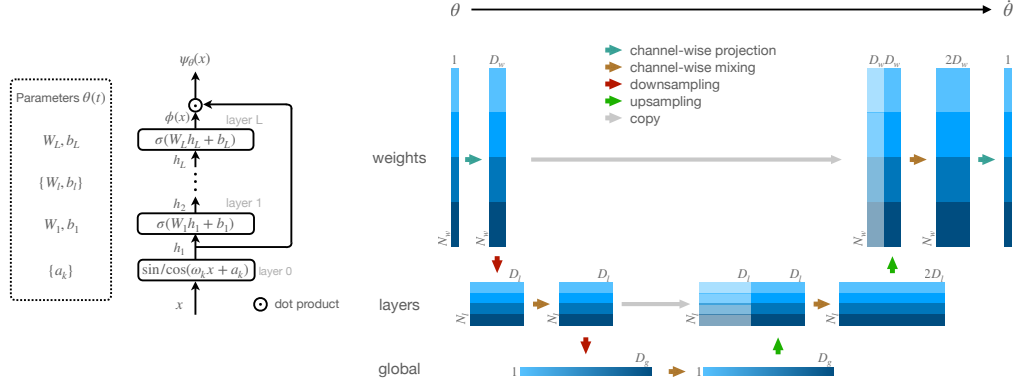 θ
θ̇
ψ_θ(x)
Parameters θ(t)
ϕ(x)
layer L
W_L, b_L
σ(W_L h_L + b_L)
h_L
{W_l, b_l}
h_2
layer 1
W_1, b_1
σ(W_1 h_1 + b_1)
h_1
{a_k}
sin/cos(ω_k x + a_k)
layer 0
x
dot product
channel-wise projection
channel-wise mixing
downsampling
upsampling
copy
weights
1
D_w
D_w D_w
2D_w
1
N_w
N_w
N_w
layers
D_l
D_l
D_l
D_l
2D_l
N_l
N_l
N_l
N_l
global
1
D_g
1
D_g